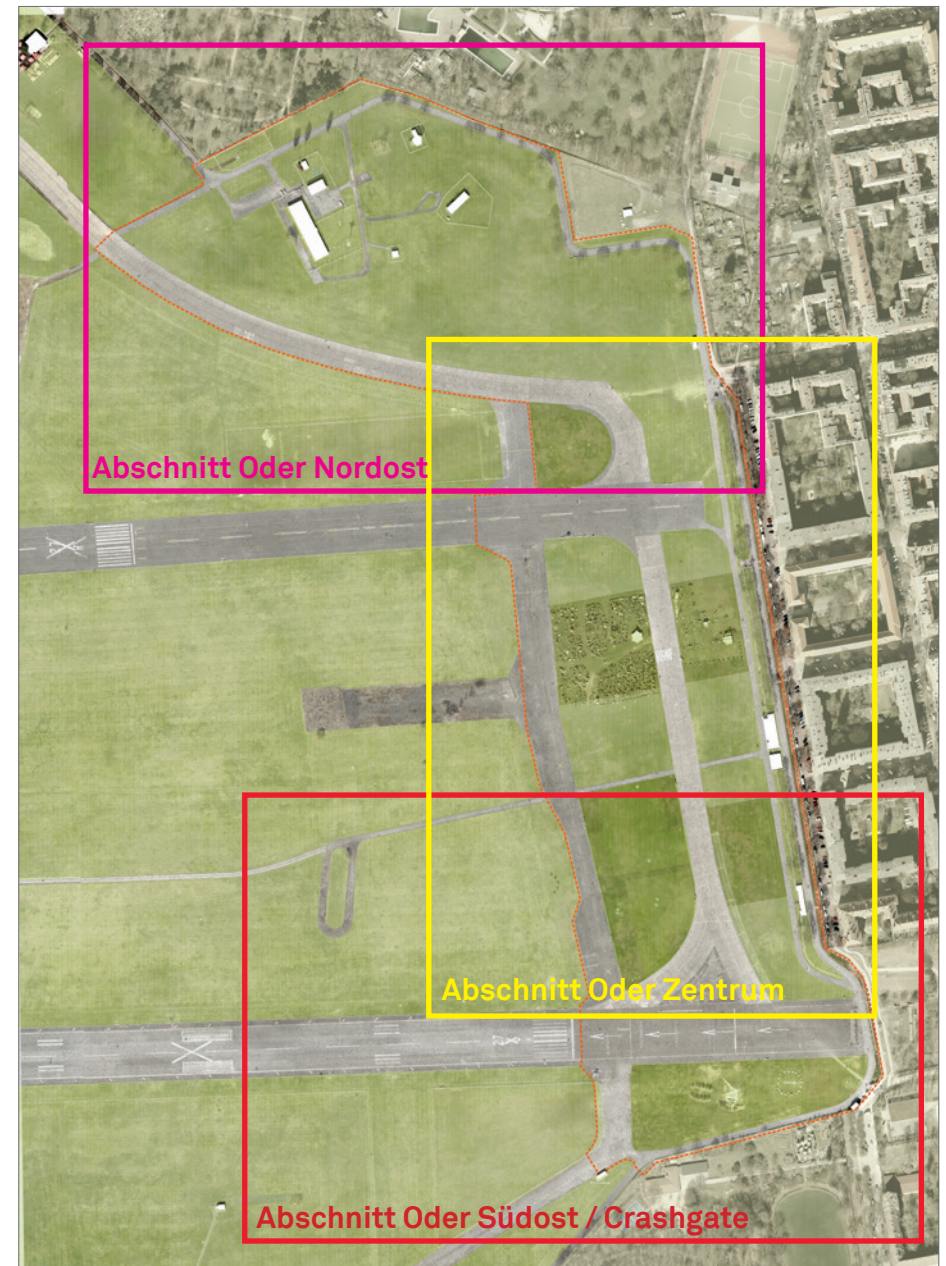 Abschnitt Oder Nordost
Abschnitt Oder Zentrum
Abschnitt Oder Südost / Crashgate